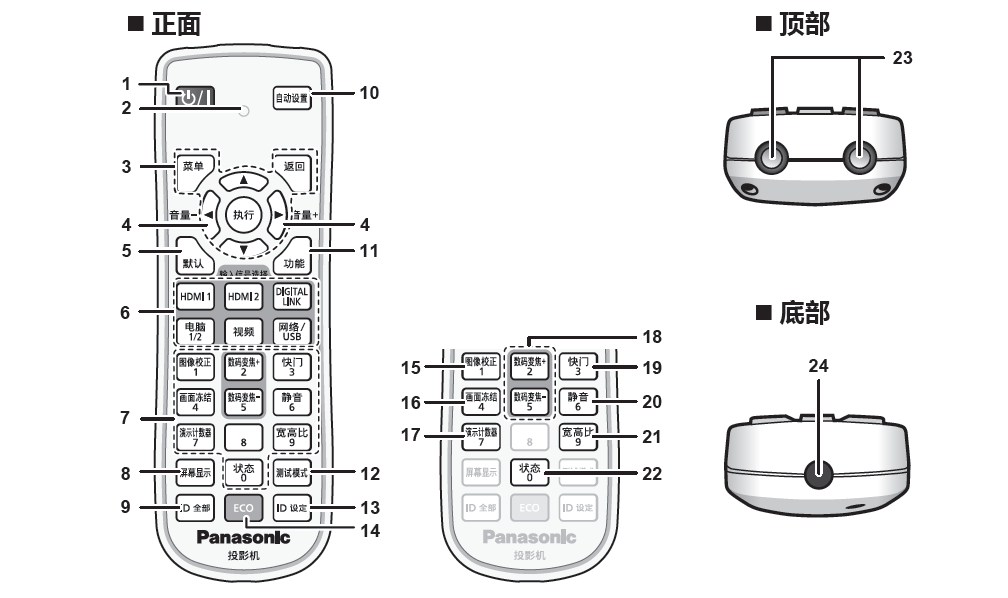 ■ 正面
■ 顶部
1
2
3
4
5
6
7
8
9
10
4
11
12
13
14
自动设置
菜单
返回
音量-
执行
音量+
默认
功能
输入信号选择
HDMI 1
HDMI 2
DIGITAL
LINK
电脑
1/2
视频
网络/
USB
图像校正
1
数码变焦+
2
快门
3
画面冻结
4
数码变焦-
5
静音
6
演示计数器
7
8
宽高比
9
屏幕显示
状态
0
测试模式
ID 全部
ECO
ID 设定
Panasonic
投影机
15
16
17
18
19
20
21
22
图像校正
1
数码变焦+
2
快门
3
画面冻结
4
数码变焦-
5
静音
6
演示计数器
7
8
宽高比
9
屏幕显示
状态
0
ID 全部
ECO
ID 设定
Panasonic
投影机
23
■ 底部
24